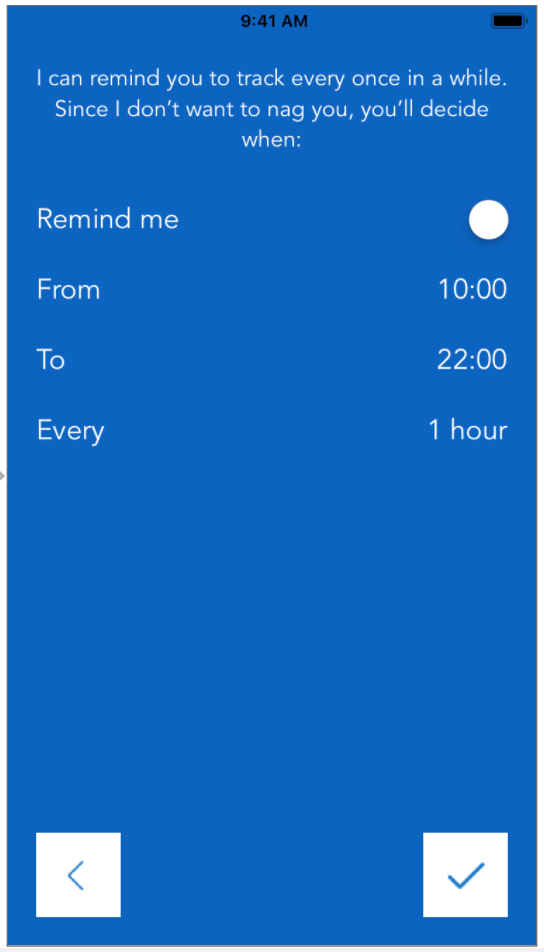 9:41 AM
I can remind you to track every once in a while.
Since I don’t want to nag you, you’ll decide
when:
Remind me
From 10:00
To 22:00
Every 1 hour